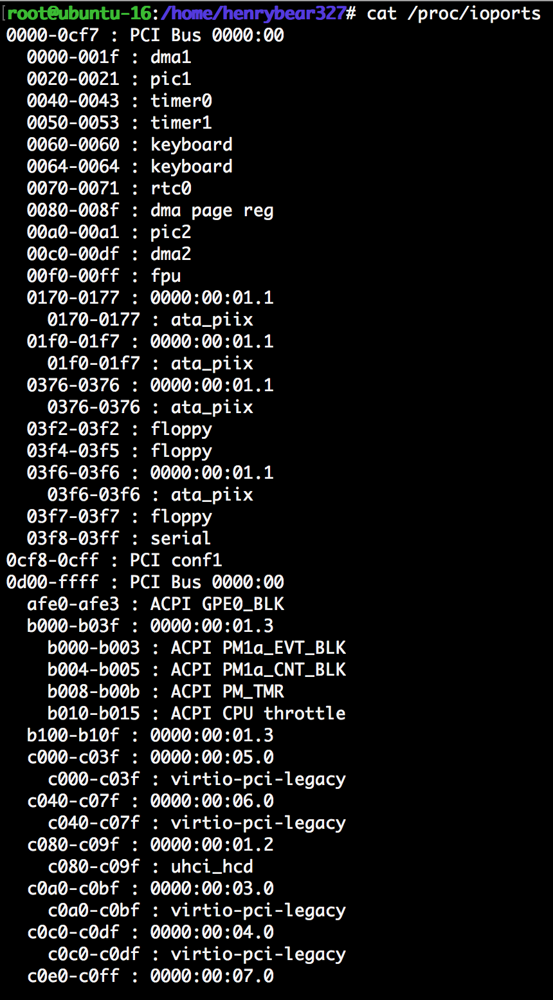 root@ubuntu-16:/home/henrybear327# cat /proc/ioports
0000-0cf7 : PCI Bus 0000:00
  0000-001f : dma1
  0020-0021 : pic1
  0040-0043 : timer0
  0050-0053 : timer1
  0060-0060 : keyboard
  0064-0064 : keyboard
  0070-0071 : rtc0
  0080-008f : dma page reg
  00a0-00a1 : pic2
  00c0-00df : dma2
  00f0-00ff : fpu
  0170-0177 : 0000:00:01.1
    0170-0177 : ata_piix
  01f0-01f7 : 0000:00:01.1
    01f0-01f7 : ata_piix
  0376-0376 : 0000:00:01.1
    0376-0376 : ata_piix
  03f2-03f2 : floppy
  03f4-03f5 : floppy
  03f6-03f6 : 0000:00:01.1
    03f6-03f6 : ata_piix
  03f7-03f7 : floppy
  03f8-03ff : serial
0cf8-0cff : PCI conf1
0d00-ffff : PCI Bus 0000:00
  afe0-afe3 : ACPI GPE0_BLK
  b000-b03f : 0000:00:01.3
    b000-b003 : ACPI PM1a_EVT_BLK
    b004-b005 : ACPI PM1a_CNT_BLK
    b008-b00b : ACPI PM_TMR
    b010-b015 : ACPI CPU throttle
  b100-b10f : 0000:00:01.3
  c000-c03f : 0000:00:05.0
    c000-c03f : virtio-pci-legacy
  c040-c07f : 0000:00:06.0
    c040-c07f : virtio-pci-legacy
  c080-c09f : 0000:00:01.2
    c080-c09f : uhci_hcd
  c0a0-c0bf : 0000:00:03.0
    c0a0-c0bf : virtio-pci-legacy
  c0c0-c0df : 0000:00:04.0
    c0c0-c0df : virtio-pci-legacy
  c0e0-c0ff : 0000:00:07.0